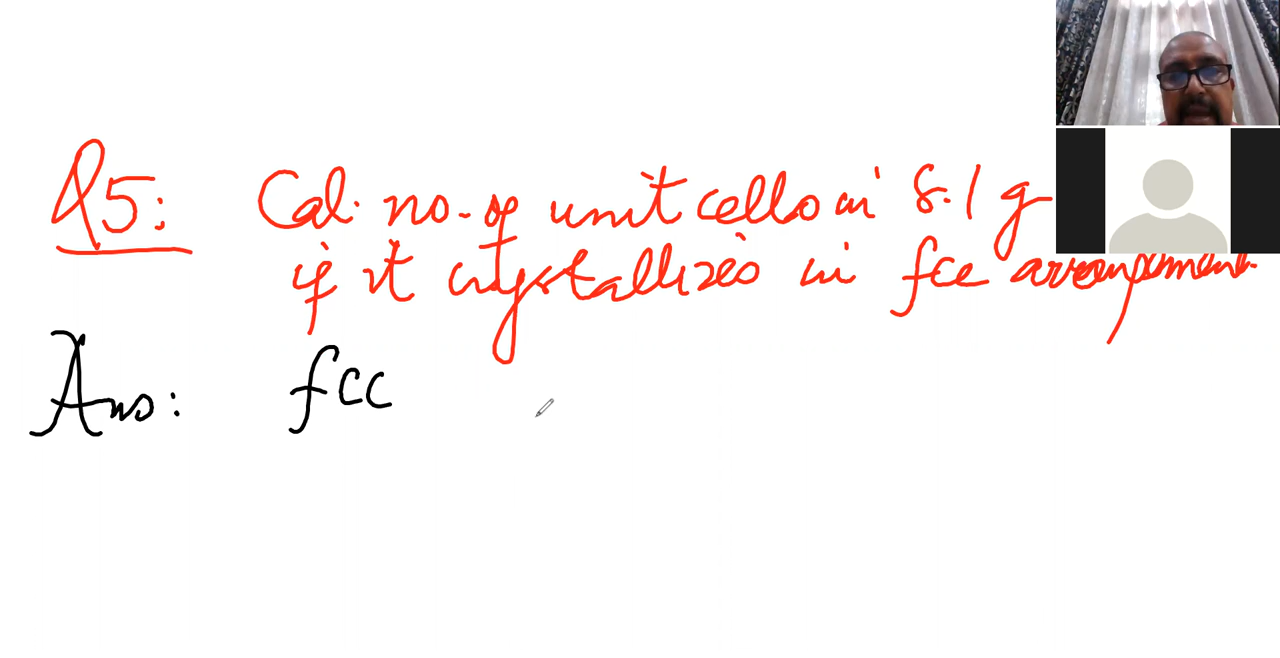 Q5: Cal. no. of unit cells in 8.1 g
if it crystallizes in fcc arrangement.
Ans: fcc